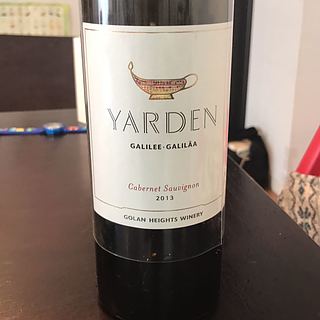 YARDEN
GALILEE · GALILÄA
Cabernet Sauvignon
2013
GOLAN HEIGHTS WINERY